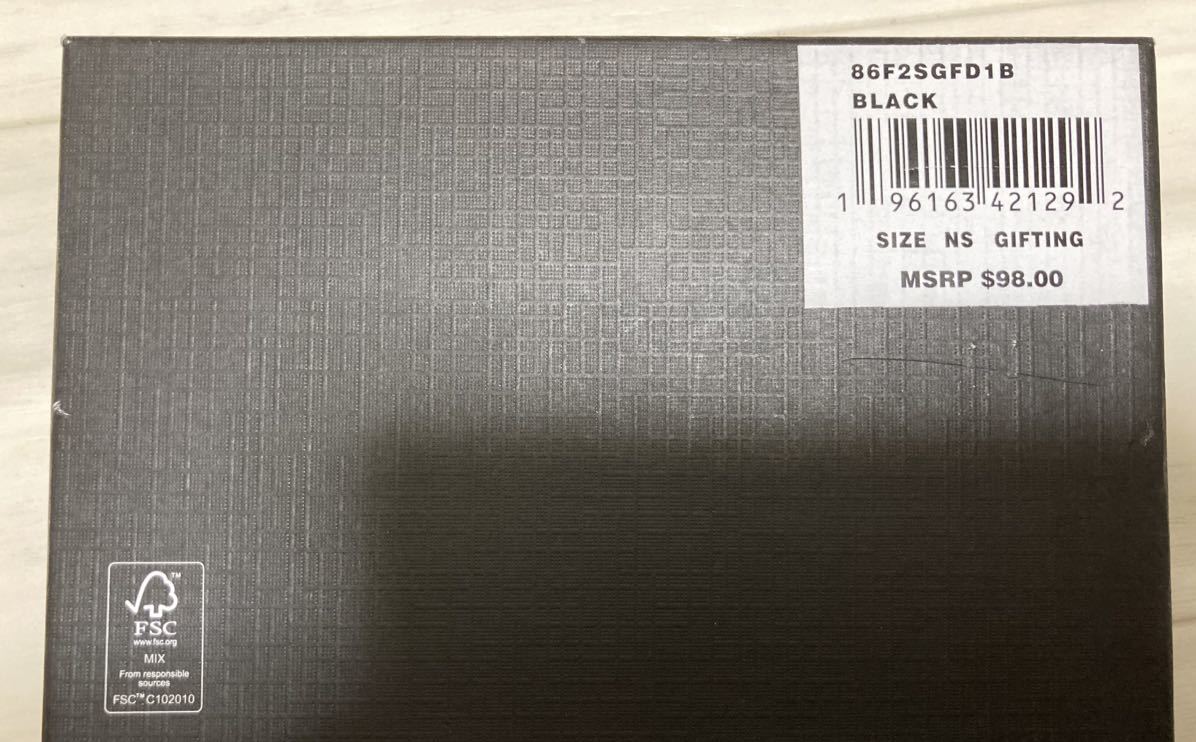 86F2SGFD1B
BLACK
1 96163 42129 2
SIZE NS GIFTING
MSRP $98.00
™
FSC
www.fsc.org
MIX
From responsible
sources
FSC™ C102010